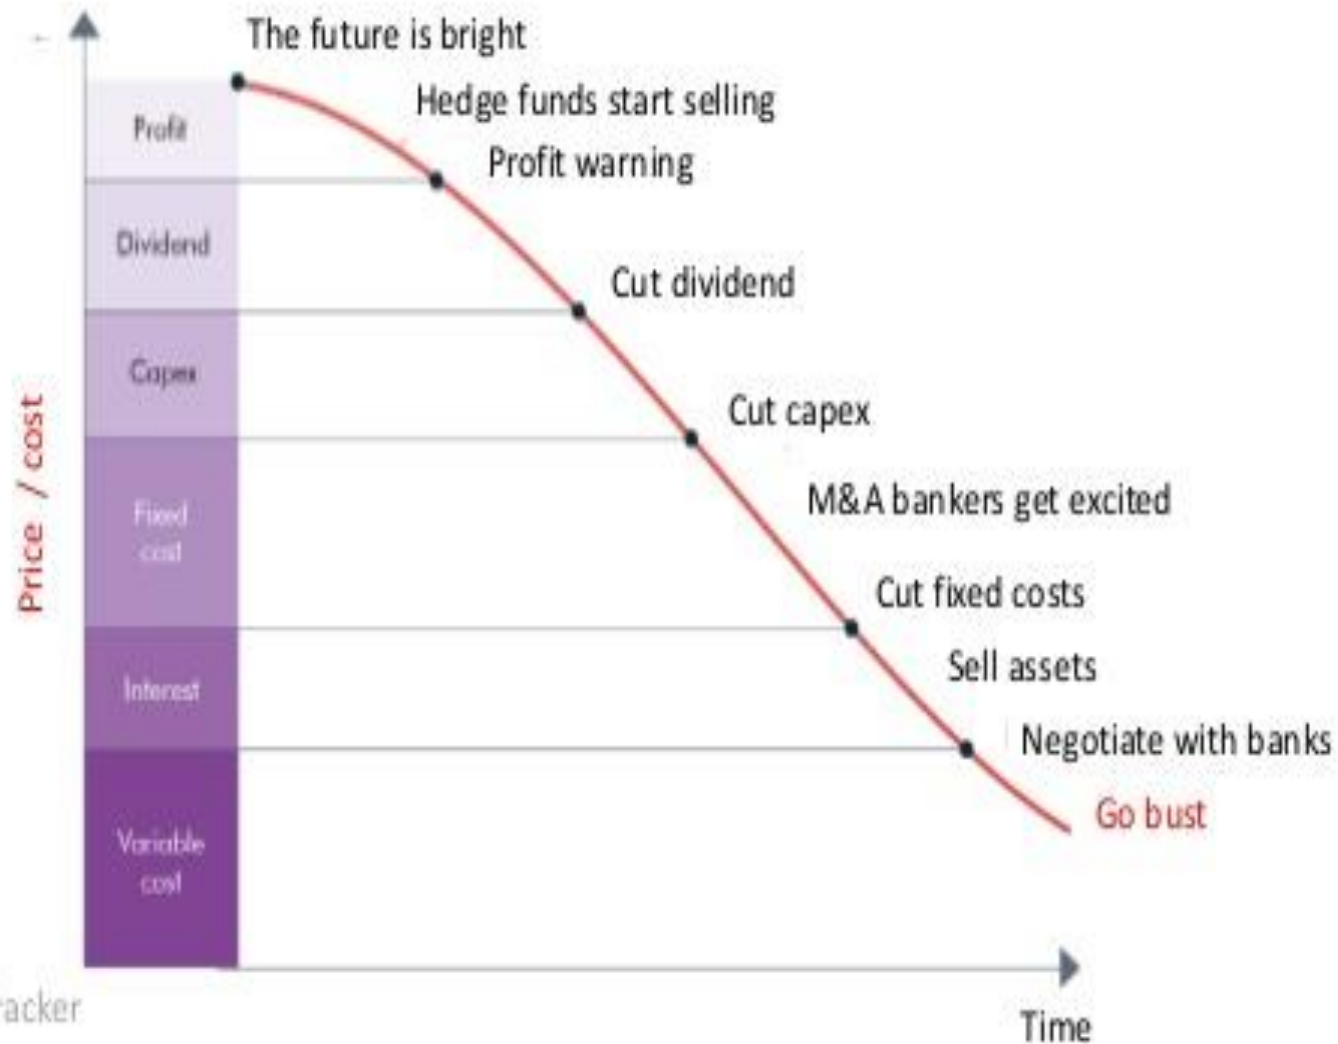 The future is bright
Hedge funds start selling
Profit
Profit warning
Dividend
Cut dividend
Capex
Cut capex
Price / cost
M&A bankers get excited
Fixed
cost
Cut fixed costs
Sell assets
Interest
Negotiate with banks
Go bust
Variable
cost
racker
Time